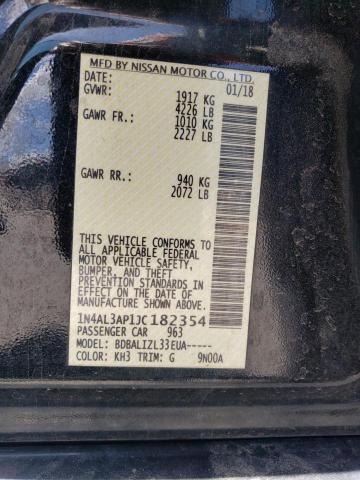 MFD BY NISSAN MOTOR CO., LTD.
DATE: 01/18
GVWR: 1917 KG
4226 LB
GAWR FR.: 1010 KG
2227 LB
GAWR RR.: 940 KG
2072 LB
THIS VEHICLE CONFORMS TO
ALL APPLICABLE FEDERAL
MOTOR VEHICLE SAFETY,
BUMPER, AND THEFT
PREVENTION STANDARDS IN
EFFECT ON THE DATE OF
MANUFACTURE SHOWN ABOVE.
1N4AL3AP1JC182354
PASSENGER CAR 963
MODEL: BDBALIZL33EUA-----
COLOR: KH3 TRIM: G 9N00A